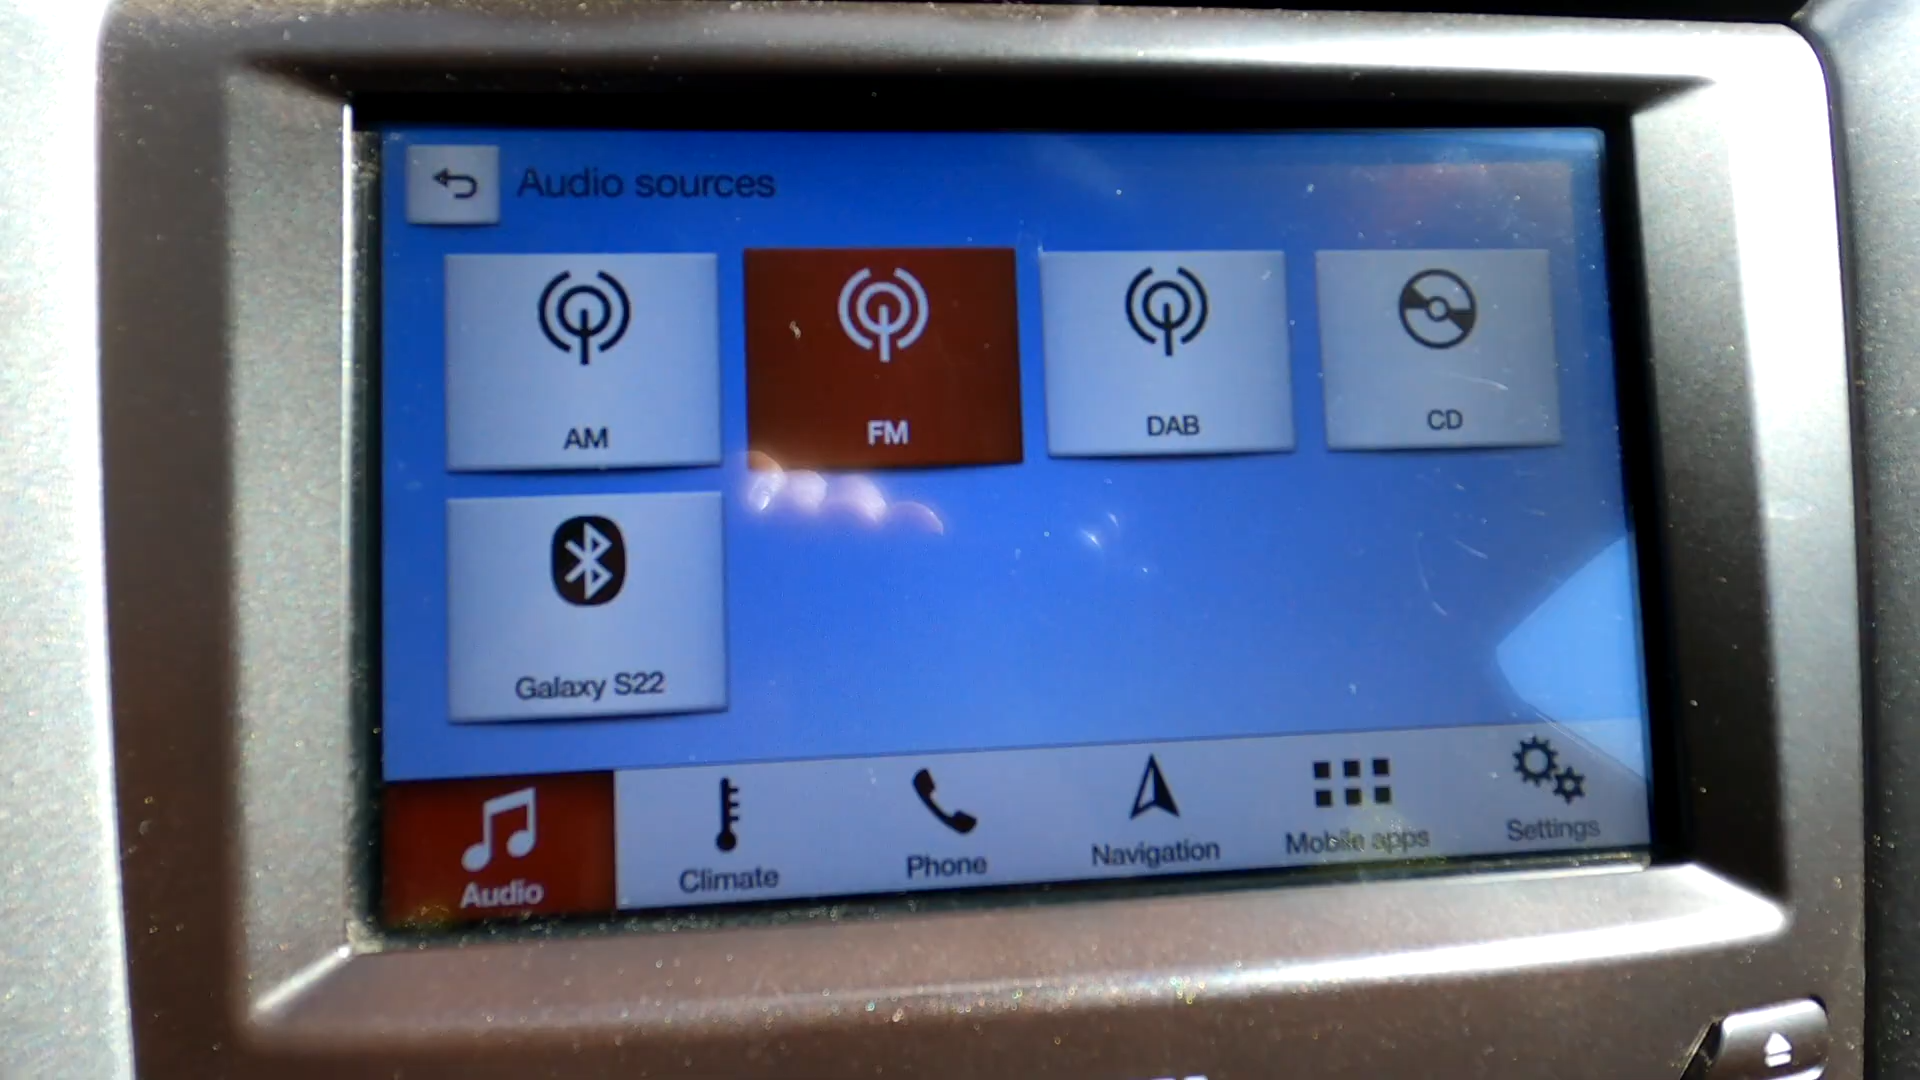 Audio sources
AM
FM
DAB
CD
Galaxy S22
Audio
Climate
Phone
Navigation
Mobile apps
Settings